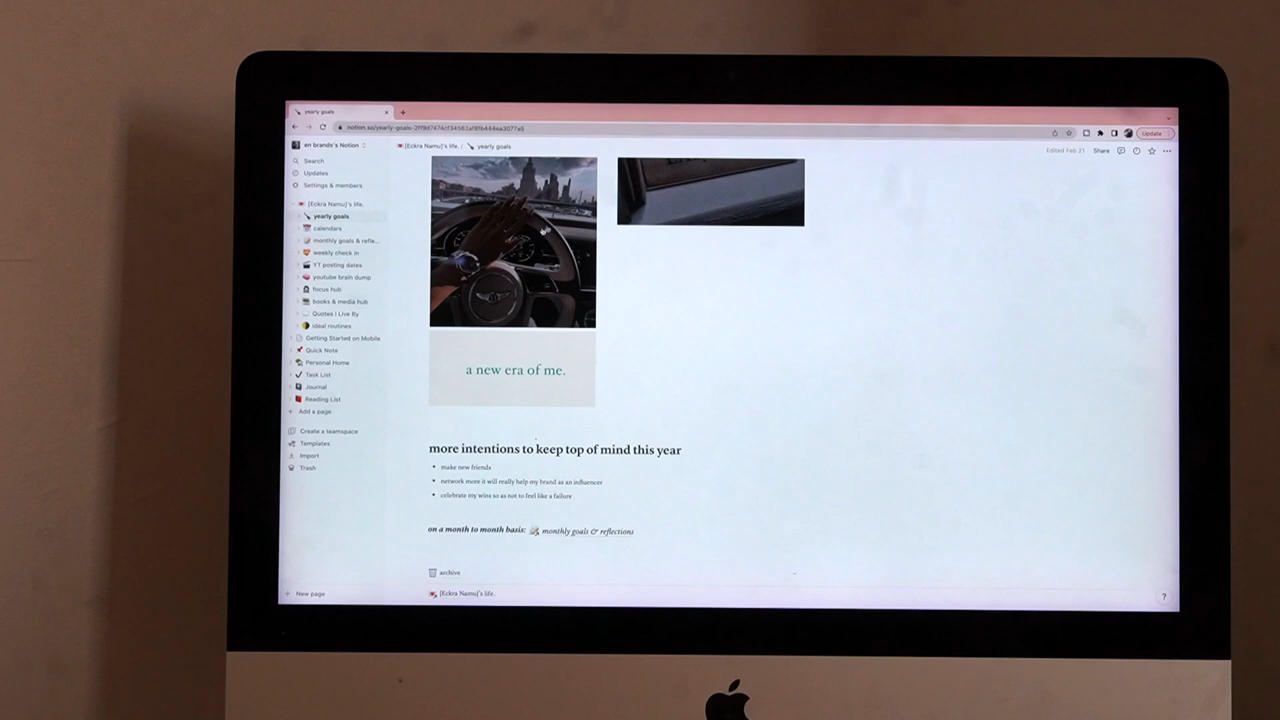 yearly goals
notion.so/yearly-goals-2ff9d7474cf34561af8fb444ea3077a5
Update
en brands's Notion
[Eckra Namu]'s life. / yearly goals
Edited Feb 21
Share
Search
Updates
Settings & members
[Eckra Namu]'s life.
yearly goals
calendars
monthly goals & refle...
weekly check in
YT posting dates
youtube brain dump
focus hub
books & media hub
Quotes I Live By
ideal routines
Getting Started on Mobile
Quick Note
Personal Home
Task List
Journal
Reading List
Add a page
Create a teamspace
Templates
Import
Trash
New page
a new era of me.
more intentions to keep top of mind this year
• make new friends
• network more it will really help my brand as an influencer
• celebrate my wins so as not to feel like a failure
on a month to month basis: monthly goals & reflections
archive
[Eckra Namu]'s life.
?